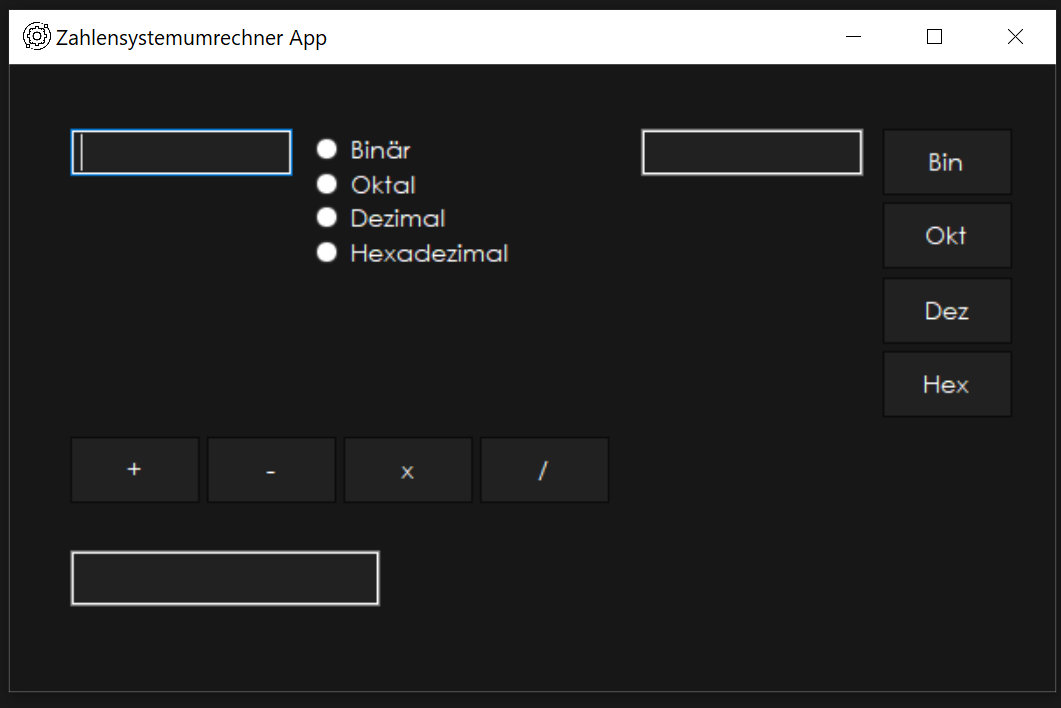 Zahlensystemumrechner App
Binär
Oktal
Dezimal
Hexadezimal
Bin
Okt
Dez
Hex
+ - x /